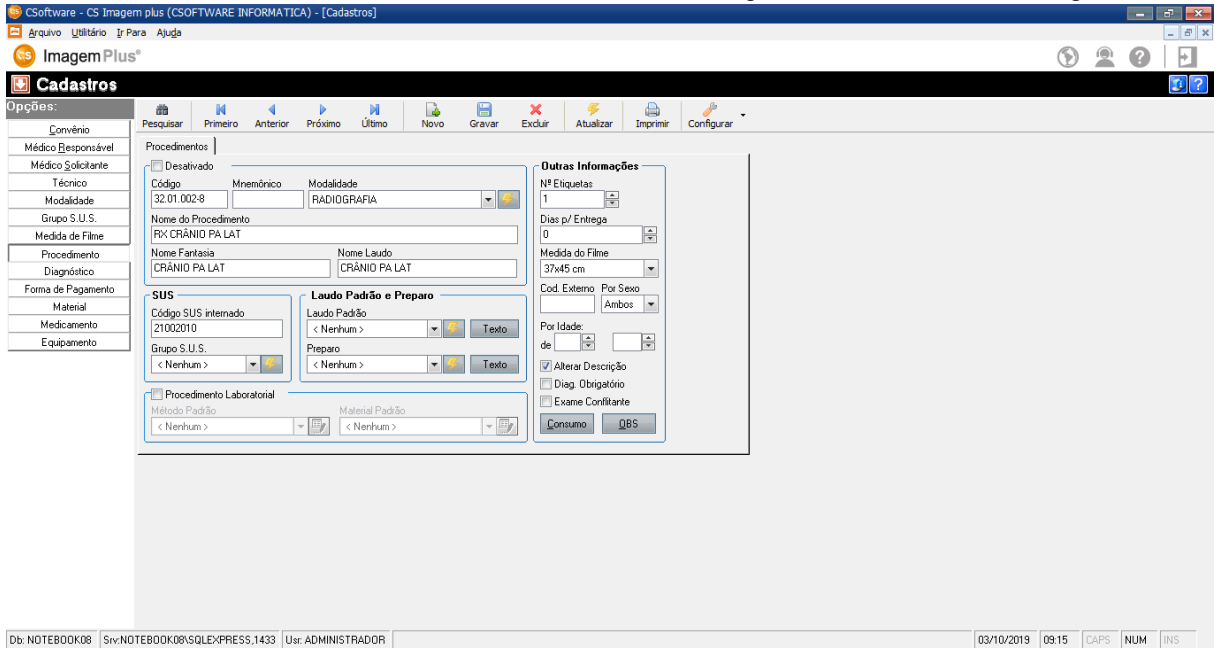 CSoftware - CS Imagem plus (CSOFTWARE INFORMATICA) - [Cadastros]
Arquivo Utilitário Ir Para Ajuda
cs Imagem Plus®
Cadastros
Opções:
Convênio
Médico Responsável
Médico Solicitante
Técnico
Modalidade
Grupo S.U.S.
Medida de Filme
Procedimento
Diagnóstico
Forma de Pagamento
Material
Medicamento
Equipamento
Pesquisar Primeiro Anterior Próximo Último Novo Gravar Excluir Atualizar Imprimir Configurar
Procedimentos
Desativado
Código Mnemônico Modalidade
32.01.002-8 RADIOGRAFIA
Nome do Procedimento
RX CRÂNIO PA LAT
Nome Fantasia Nome Laudo
CRÂNIO PA LAT CRÂNIO PA LAT
SUS
Código SUS internado
21002010
Grupo S.U.S.
< Nenhum >
Laudo Padrão e Preparo
Laudo Padrão
< Nenhum > Texto
Preparo
< Nenhum > Texto
Procedimento Laboratorial
Método Padrão Material Padrão
< Nenhum > < Nenhum >
Outras Informações
Nº Etiquetas
1
Dias p/ Entrega
0
Medida do Filme
37x45 cm
Cod. Externo Por Sexo
Ambos
Por Idade:
de
Alterar Descrição
Diag. Obrigatório
Exame Conflitante
Consumo OBS
Db: NOTEBOOK08 Srv:NOTEBOOK08\SQLEXPRESS,1433 Usr: ADMINISTRADOR 03/10/2019 09:15 CAPS NUM INS